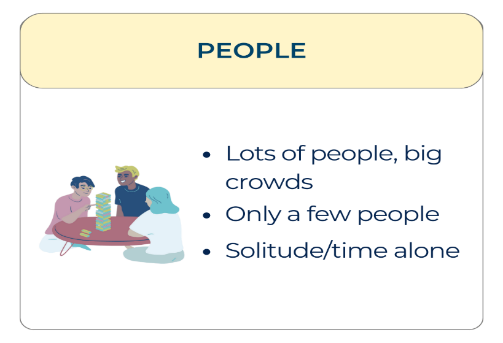 PEOPLE
• Lots of people, big
crowds
• Only a few people
• Solitude/time alone